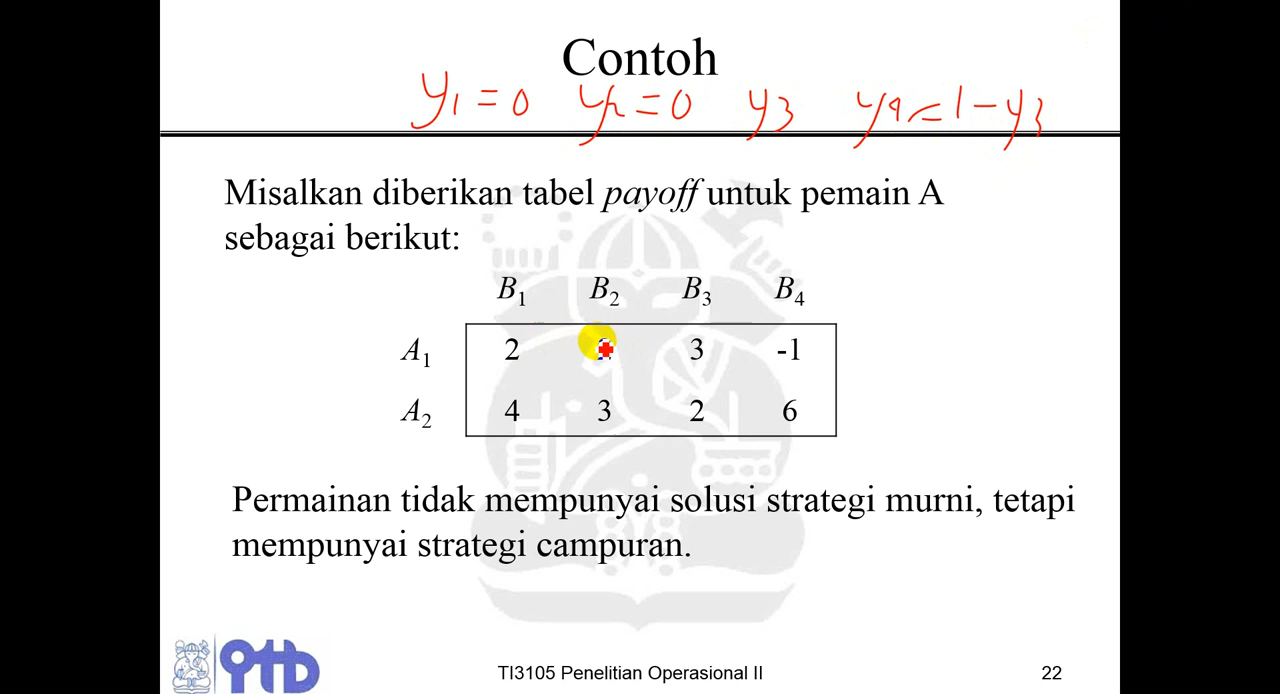 Contoh
y1 = 0 y2 = 0 y3 y4 = 1 - y3
Misalkan diberikan tabel payoff untuk pemain A
sebagai berikut:
B1 B2 B3 B4
A1 2 3 -1
A2 4 3 2 6
Permainan tidak mempunyai solusi strategi murni, tetapi
mempunyai strategi campuran.
itb
TI3105 Penelitian Operasional II
22